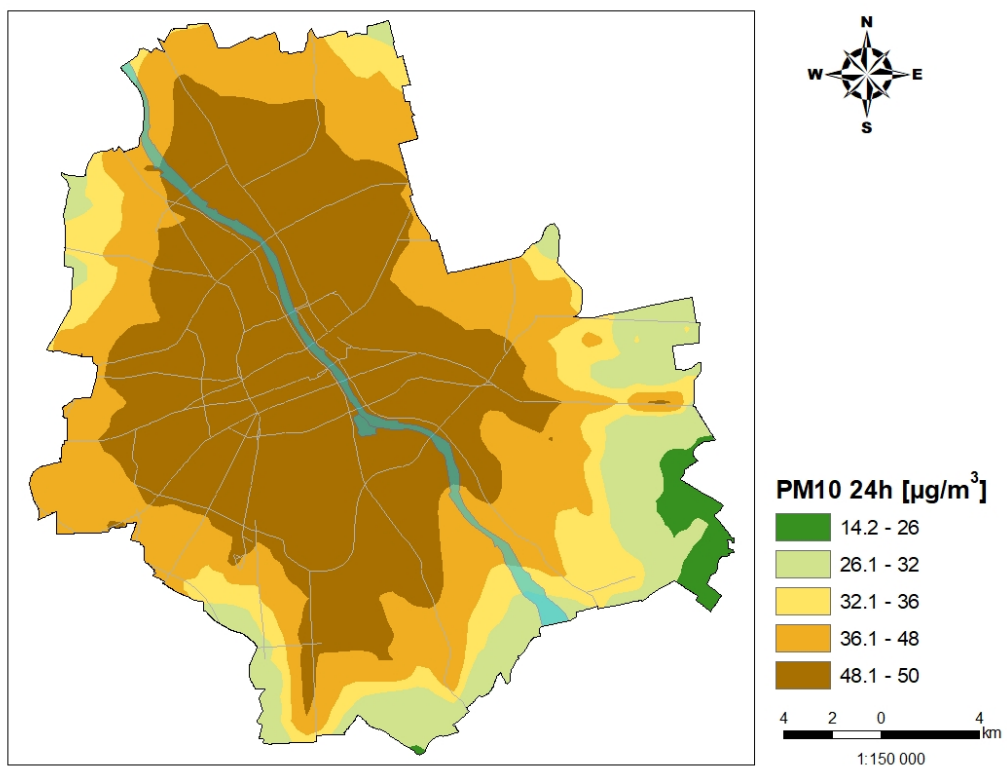 N
W E
S
PM10 24h [µg/m³]
14.2 - 26
26.1 - 32
32.1 - 36
36.1 - 48
48.1 - 50
4 2 0 4
km
1:150 000